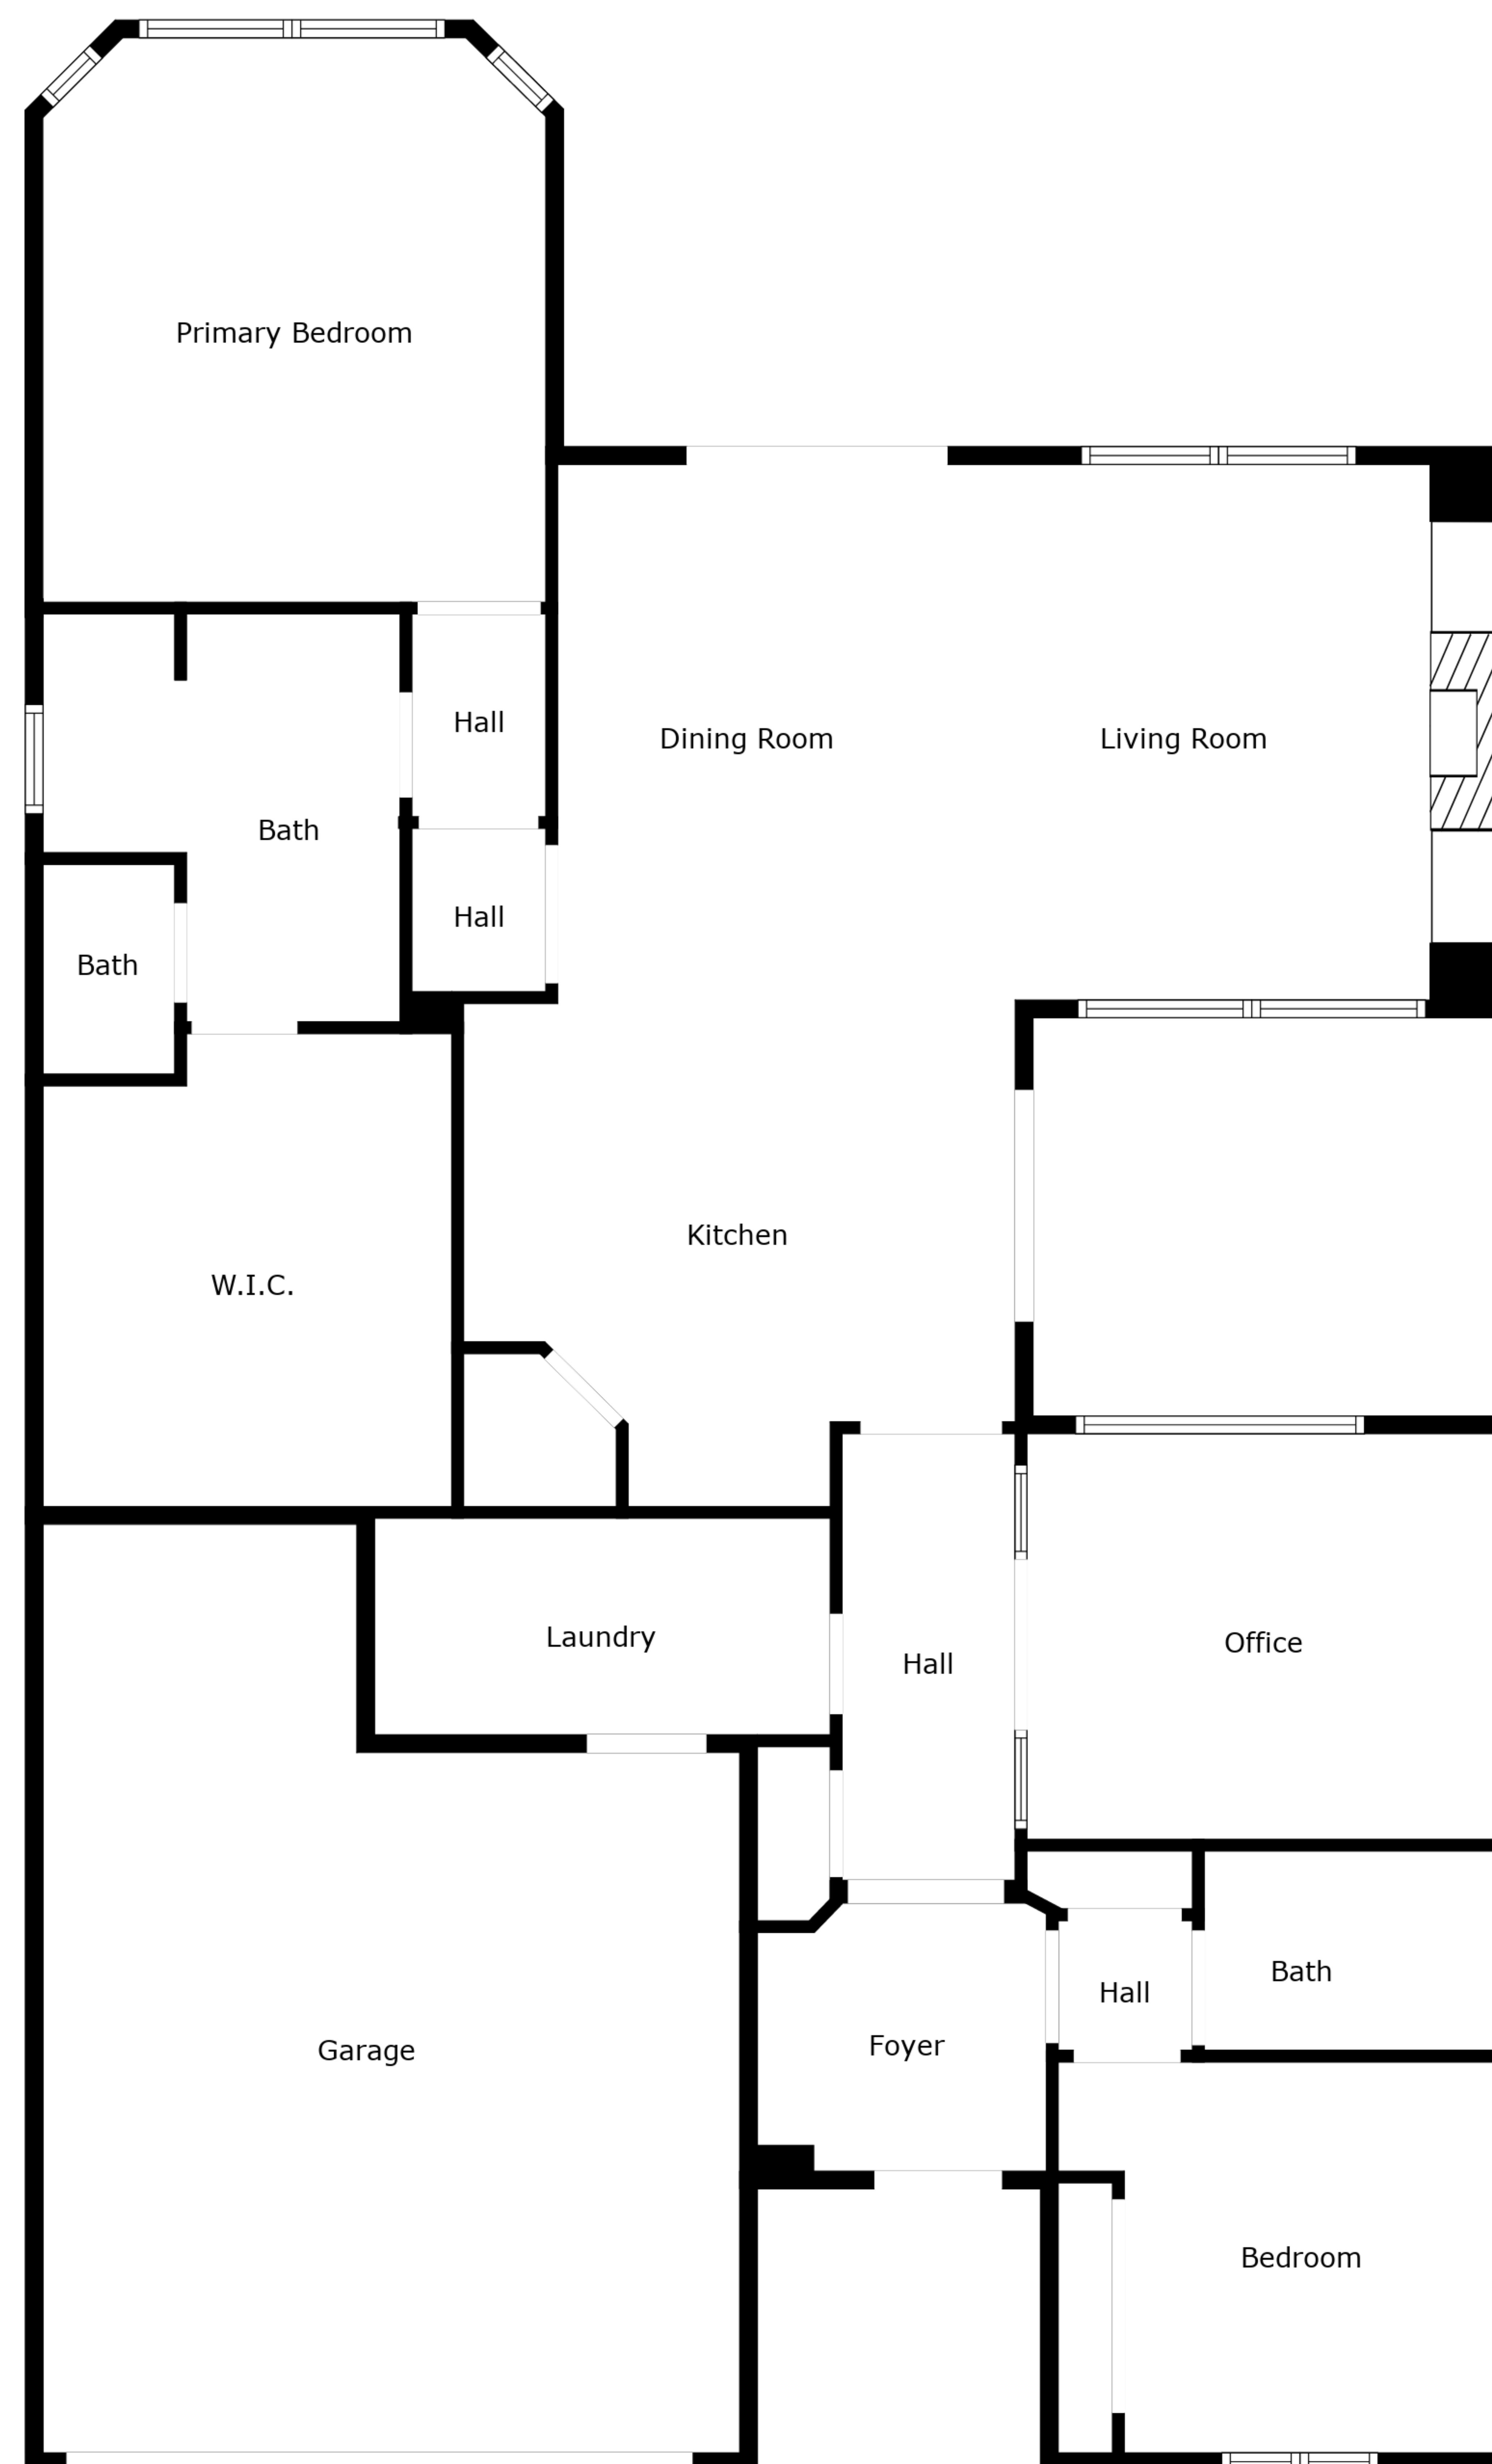 Primary Bedroom
Hall
Dining Room
Living Room
Bath
Hall
Bath
Kitchen
W.I.C.
Laundry
Office
Hall
Bath
Hall
Foyer
Garage
Bedroom